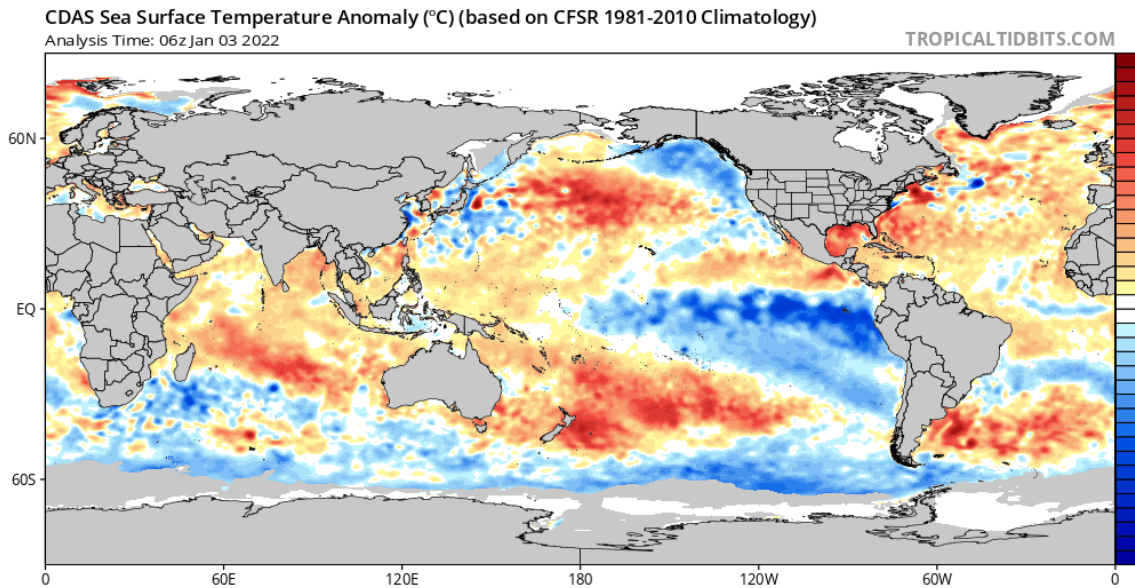 CDAS Sea Surface Temperature Anomaly (°C) (based on CFSR 1981-2010 Climatology)
Analysis Time: 06z Jan 03 2022
TROPICALTIDBITS.COM
60N
EQ
60S
0
60E
120E
180
120W
60W
0